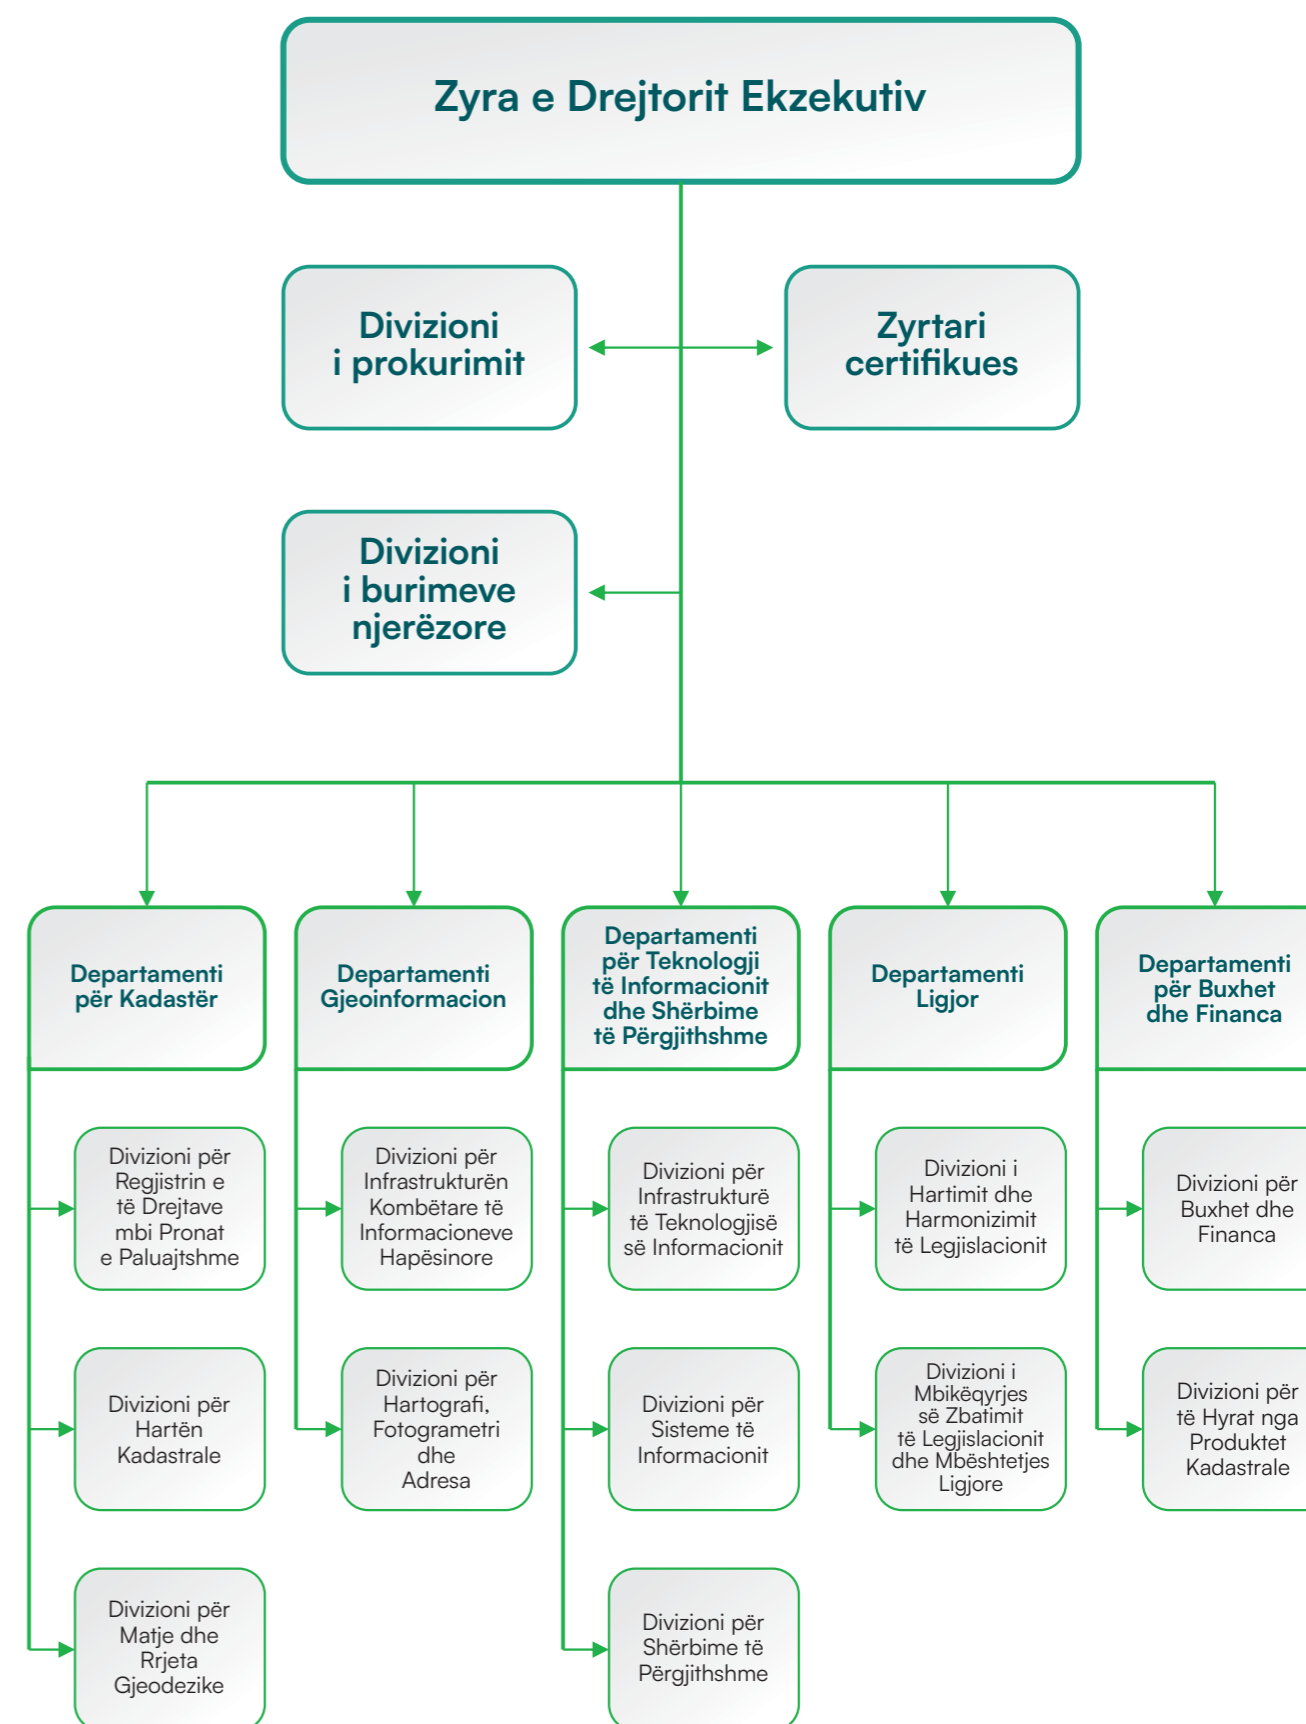 Zyra e Drejtorit Ekzekutiv
Divizioni
i prokurimit
Zyrtari
certifikues
Divizioni
i burimeve
njerëzore
Departamenti
për Kadastër
Departamenti
Gjeoinformacion
Departamenti
për Teknologji
të Informacionit
dhe Shërbime
të Përgjithshme
Departamenti
Ligjor
Departamenti
për Buxhet
dhe Financa
Divizioni për
Regjistrin e
të Drejtave
mbi Pronat
e Paluajtshme
Divizioni për
Infrastrukturën
Kombëtare të
Informacioneve
Hapësinore
Divizioni për
Infrastrukturë
të Teknologjisë
së Informacionit
Divizioni i
Hartimit dhe
Harmonizimit
të Legjislacionit
Divizioni për
Buxhet dhe
Financa
Divizioni për
Hartën
Kadastrale
Divizioni për
Hartografi,
Fotogrametri
dhe
Adresa
Divizioni për
Sisteme të
Informacionit
Divizioni i
Mbikëqyrjes
së Zbatimit
të Legjislacionit
dhe Mbështetjes
Ligjore
Divizioni për
të Hyrat nga
Produktet
Kadastrale
Divizioni për
Matje dhe
Rrjeta
Gjeodezike
Divizioni për
Shërbime të
Përgjithshme